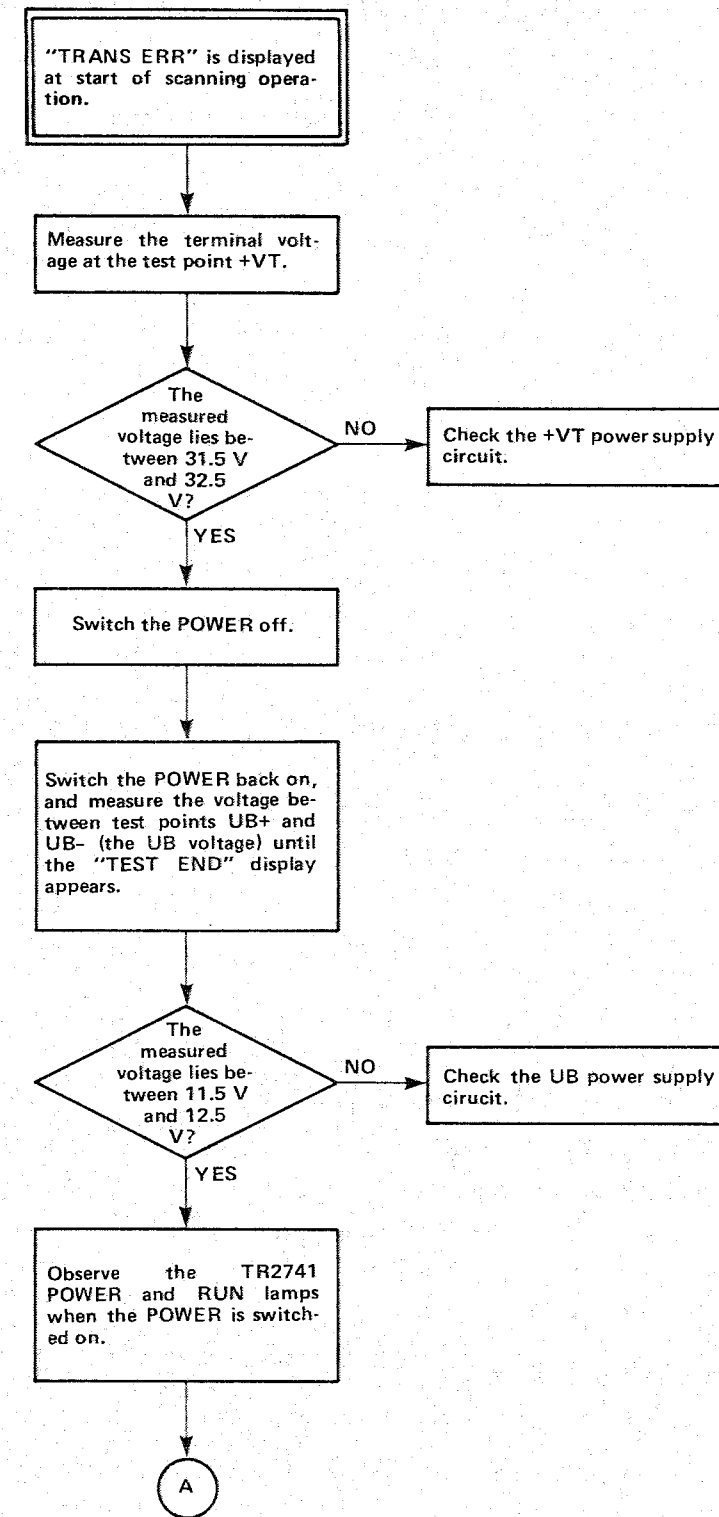 “TRANS ERR” is displayed
at start of scanning opera-
tion.
Measure the terminal volt-
age at the test point +VT.
The
measured
voltage lies be-
tween 31.5 V
and 32.5
V?
NO
Check the +VT power supply
circuit.
YES
Switch the POWER off.
Switch the POWER back on,
and measure the voltage be-
tween test points UB+ and
UB- (the UB voltage) until
the “TEST END” display
appears.
The
measured
voltage lies be-
tween 11.5 V
and 12.5
V?
NO
Check the UB power supply
cirucit.
YES
Observe the TR2741
POWER and RUN lamps
when the POWER is switch-
ed on.
A